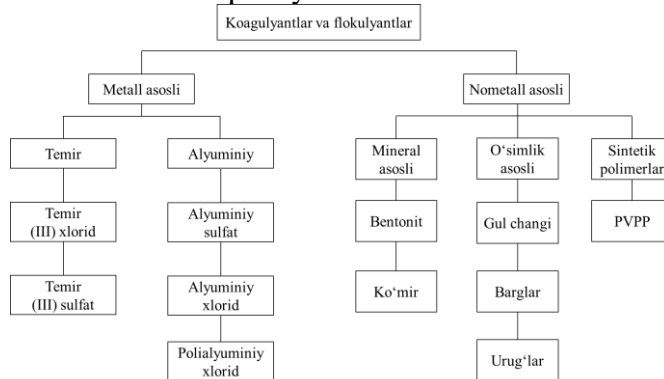 Koagulyantlar va flokulyantlar
Metall asosli
Nometall asosli
Temir
Alyuminiy
Mineral
asosli
O‘simlik
asosli
Sintetik
polimerlar
Temir
(III) xlorid
Alyuminiy
sulfat
Bentonit
Gul changi
PVPP
Temir
(III) sulfat
Alyuminiy
xlorid
Ko‘mir
Barglar
Polialyuminiy
xlorid
Urug‘lar